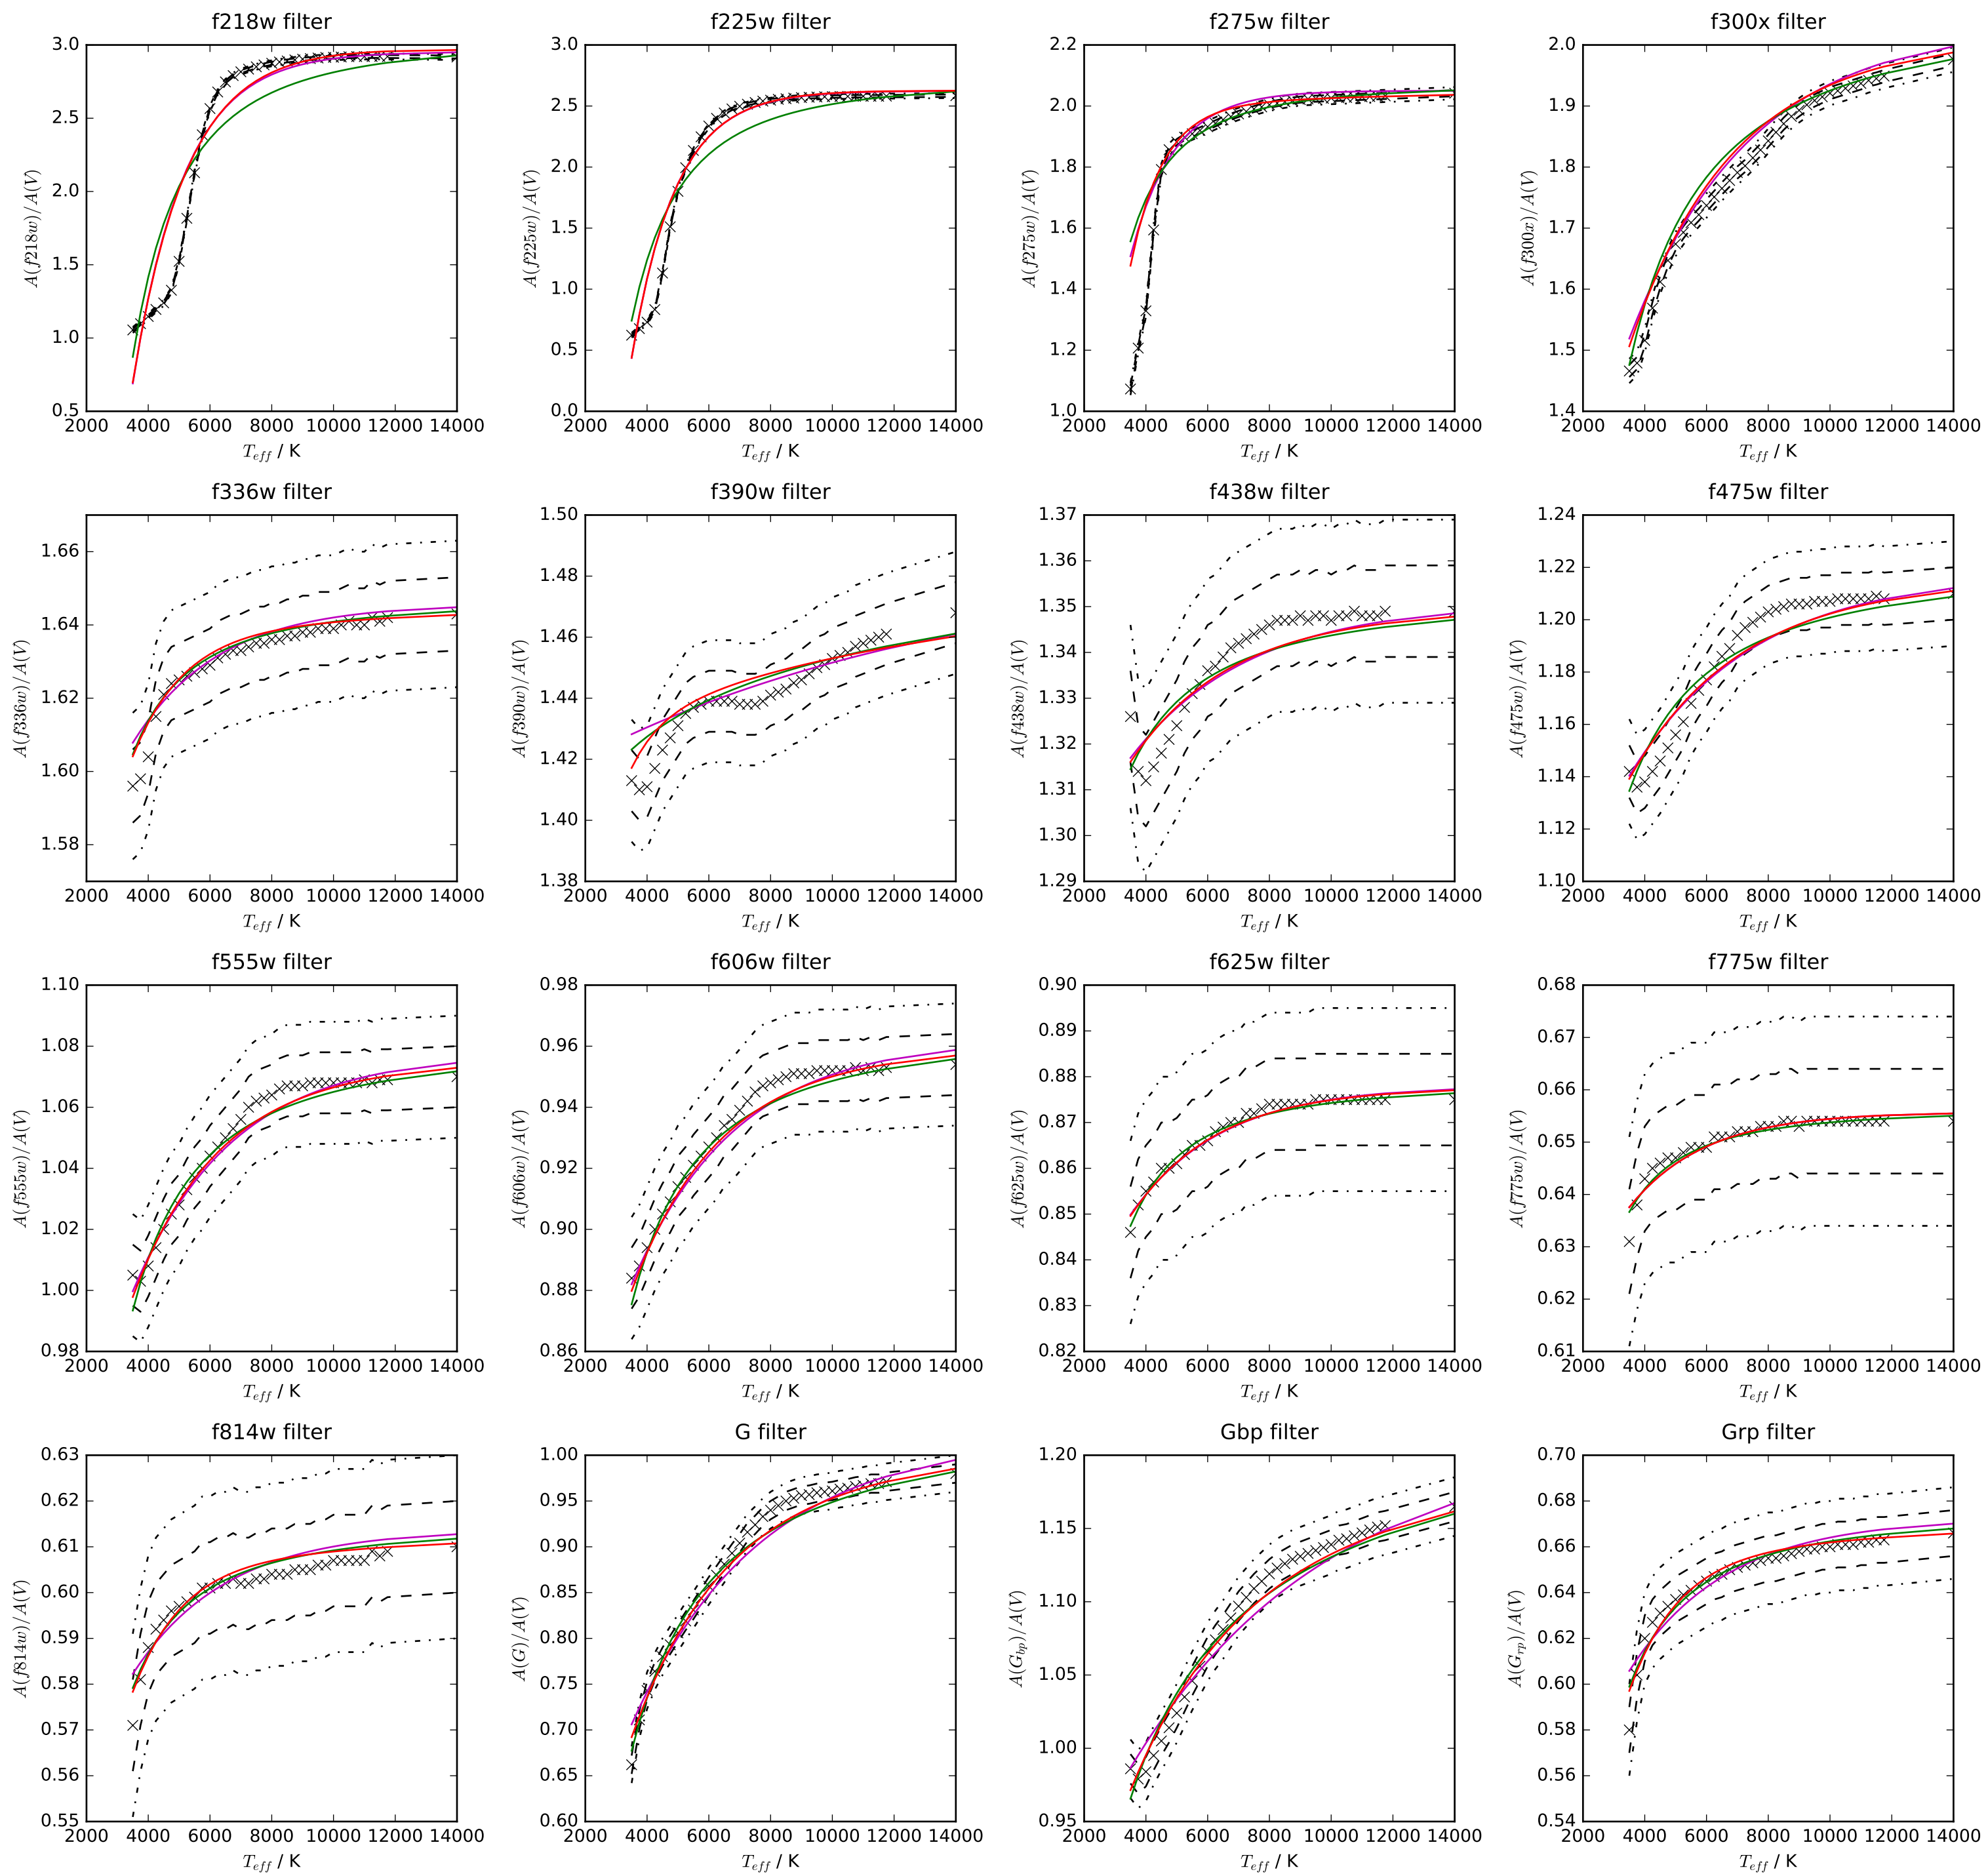 f218w filter
f225w filter
f275w filter
f300x filter
A(f218w)/A(V)
3.0
2.5
2.0
1.5
1.0
0.5
2000 4000 6000 8000 10000 12000 14000
T_eff / K
A(f225w)/A(V)
3.0
2.5
2.0
1.5
1.0
0.5
0.0
2000 4000 6000 8000 10000 12000 14000
T_eff / K
A(f275w)/A(V)
2.2
2.0
1.8
1.6
1.4
1.2
1.0
2000 4000 6000 8000 10000 12000 14000
T_eff / K
A(f300x)/A(V)
2.0
1.9
1.8
1.7
1.6
1.5
1.4
2000 4000 6000 8000 10000 12000 14000
T_eff / K
f336w filter
f390w filter
f438w filter
f475w filter
A(f336w)/A(V)
1.66
1.64
1.62
1.60
1.58
2000 4000 6000 8000 10000 12000 14000
T_eff / K
A(f390w)/A(V)
1.50
1.48
1.46
1.44
1.42
1.40
1.38
2000 4000 6000 8000 10000 12000 14000
T_eff / K
A(f438w)/A(V)
1.37
1.36
1.35
1.34
1.33
1.32
1.31
1.30
1.29
2000 4000 6000 8000 10000 12000 14000
T_eff / K
A(f475w)/A(V)
1.24
1.22
1.20
1.18
1.16
1.14
1.12
1.10
2000 4000 6000 8000 10000 12000 14000
T_eff / K
f555w filter
f606w filter
f625w filter
f775w filter
A(f555w)/A(V)
1.10
1.08
1.06
1.04
1.02
1.00
0.98
2000 4000 6000 8000 10000 12000 14000
T_eff / K
A(f606w)/A(V)
0.98
0.96
0.94
0.92
0.90
0.88
0.86
2000 4000 6000 8000 10000 12000 14000
T_eff / K
A(f625w)/A(V)
0.90
0.89
0.88
0.87
0.86
0.85
0.84
0.83
0.82
2000 4000 6000 8000 10000 12000 14000
T_eff / K
A(f775w)/A(V)
0.68
0.67
0.66
0.65
0.64
0.63
0.62
0.61
2000 4000 6000 8000 10000 12000 14000
T_eff / K
f814w filter
G filter
Gbp filter
Grp filter
A(f814w)/A(V)
0.63
0.62
0.61
0.60
0.59
0.58
0.57
0.56
0.55
2000 4000 6000 8000 10000 12000 14000
T_eff / K
A(G)/A(V)
1.00
0.95
0.90
0.85
0.80
0.75
0.70
0.65
0.60
2000 4000 6000 8000 10000 12000 14000
T_eff / K
A(G_bp)/A(V)
1.20
1.15
1.10
1.05
1.00
0.95
2000 4000 6000 8000 10000 12000 14000
T_eff / K
A(G_rp)/A(V)
0.70
0.68
0.66
0.64
0.62
0.60
0.58
0.56
0.54
2000 4000 6000 8000 10000 12000 14000
T_eff / K